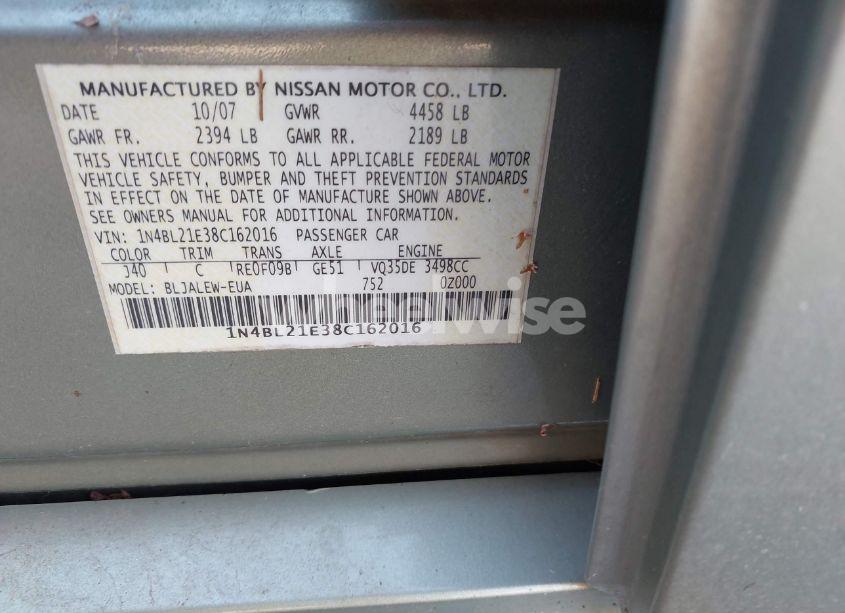 MANUFACTURED BY NISSAN MOTOR CO., LTD.
DATE 10/07 GVWR 4458 LB
GAWR FR. 2394 LB GAWR RR. 2189 LB
THIS VEHICLE CONFORMS TO ALL APPLICABLE FEDERAL MOTOR
VEHICLE SAFETY, BUMPER AND THEFT PREVENTION STANDARDS
IN EFFECT ON THE DATE OF MANUFACTURE SHOWN ABOVE.
SEE OWNERS MANUAL FOR ADDITIONAL INFORMATION.
VIN: 1N4BL21E38C162016 PASSENGER CAR
COLOR TRIM TRANS AXLE ENGINE
J40 C RE0F09B GE51 VQ35DE 3498CC
MODEL: BLJALEW-EUA 752 0Z000
1N4BL21E38C162016